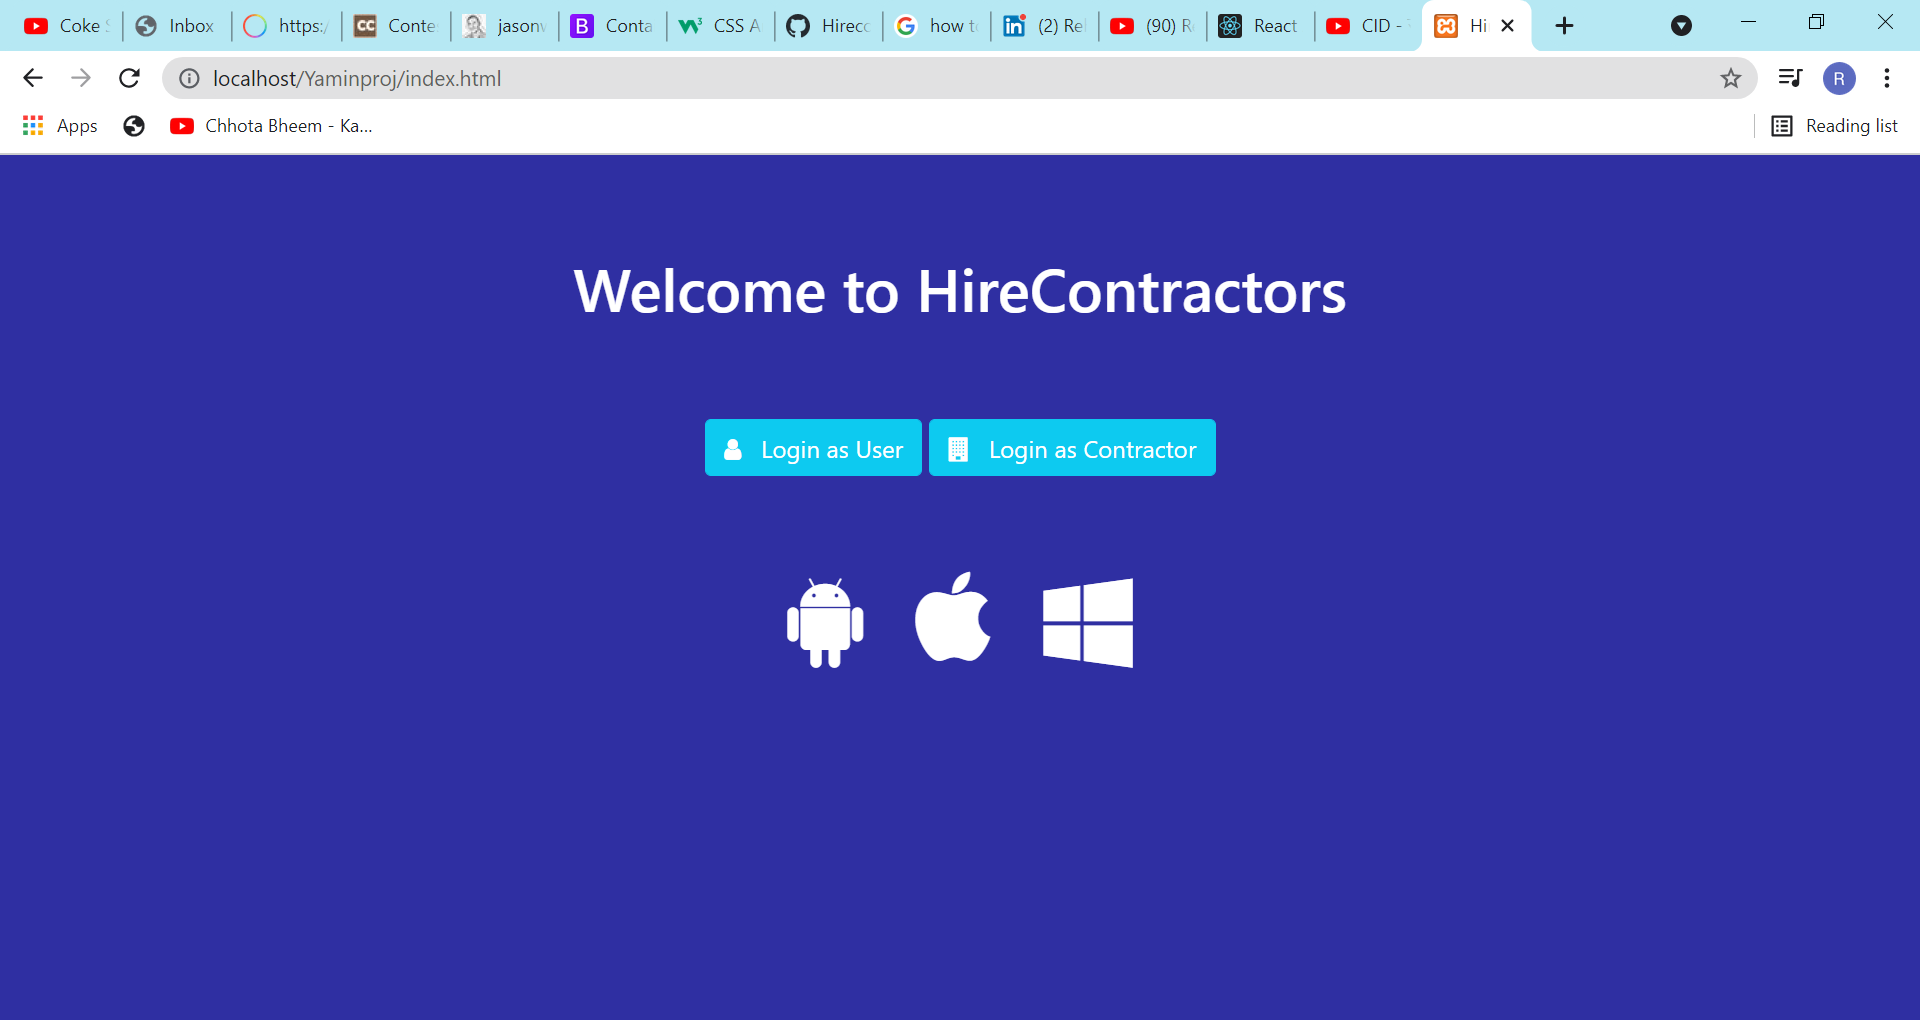 Coke
Inbox
https:/
Conte
jasonw
B
Conta
CSS A
Hirecc
how t
(2) Re
(90) R
React
CID -
Hi
localhost/Yaminproj/index.html
R
Apps
Chhota Bheem - Ka...
Reading list
Welcome to HireContractors
Login as User
Login as Contractor